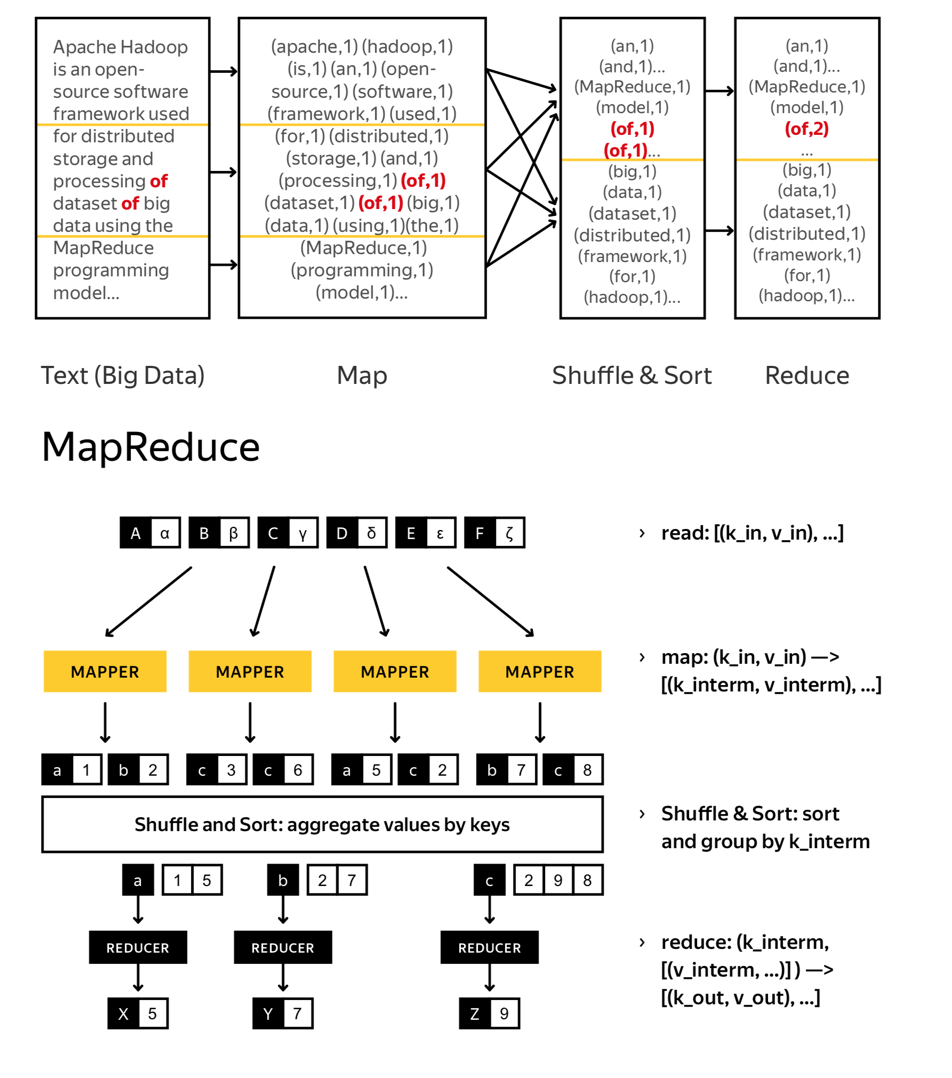 Apache Hadoop
is an open-
source software
framework used
for distributed
storage and
processing of
dataset of big
data using the
MapReduce
programming
model...
(apache,1) (hadoop,1)
(is,1) (an,1) (open-
source,1) (software,1)
(framework,1) (used,1)
(for,1) (distributed,1)
(storage,1) (and,1)
(processing,1) (of,1)
(dataset,1) (of,1) (big,1)
(data,1) (using,1)(the,1)
(MapReduce,1)
(programming,1)
(model,1)...
(an,1)
(and,1)...
(MapReduce,1)
(model,1)
(of,1)
(of,1)...
(big,1)
(data,1)
(dataset,1)
(distributed,1)
(framework,1)
(for,1)
(hadoop,1)...
(an,1)
(and,1)...
(MapReduce,1)
(model,1)
(of,2)
...
(big,1)
(data,1)
(dataset,1)
(distributed,1)
(framework,1)
(for,1)
(hadoop,1)...
Text (Big Data) Map Shuffle & Sort Reduce
MapReduce
A α B β C γ D δ E ε F ζ
› read: [(k_in, v_in), ...]
MAPPER MAPPER MAPPER MAPPER
› map: (k_in, v_in) —>
[(k_interm, v_interm), ...]
a 1 b 2 c 3 c 6 a 5 c 2 b 7 c 8
Shuffle and Sort: aggregate values by keys
› Shuffle & Sort: sort
and group by k_interm
a 1 5 b 2 7 c 2 9 8
REDUCER REDUCER REDUCER
› reduce: (k_interm,
[(v_interm, ...)] ) —>
[(k_out, v_out), ...]
X 5 Y 7 Z 9